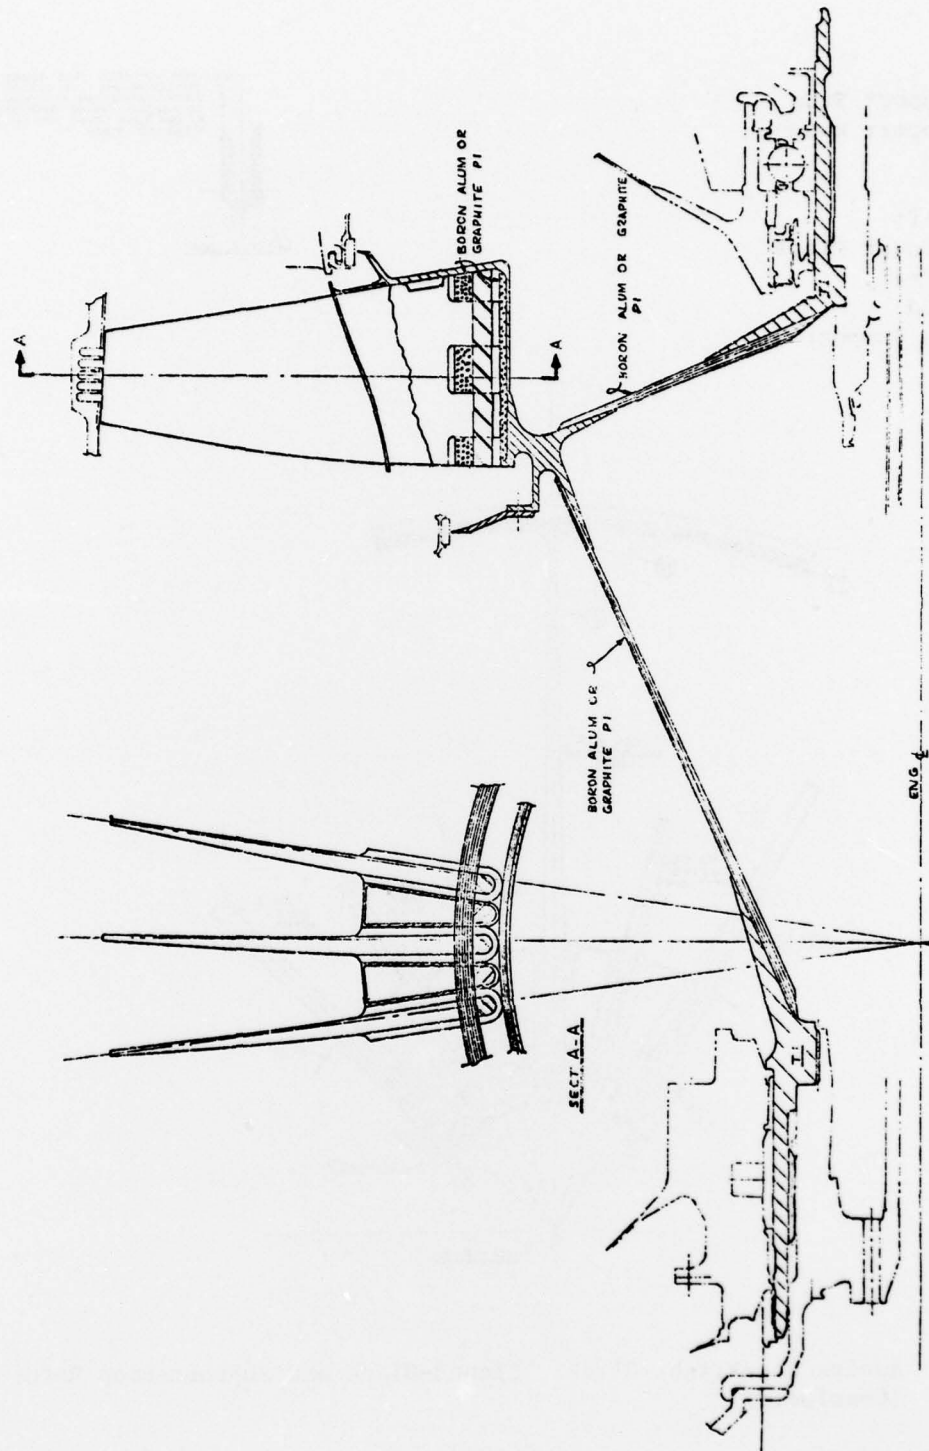 A
A
BORON ALUM OR
GRAPHITE PI
BORON ALUM OR GRAPHITE
PI
BORON ALUM OR
GRAPHITE PI
ENG ℄
SECT A-A